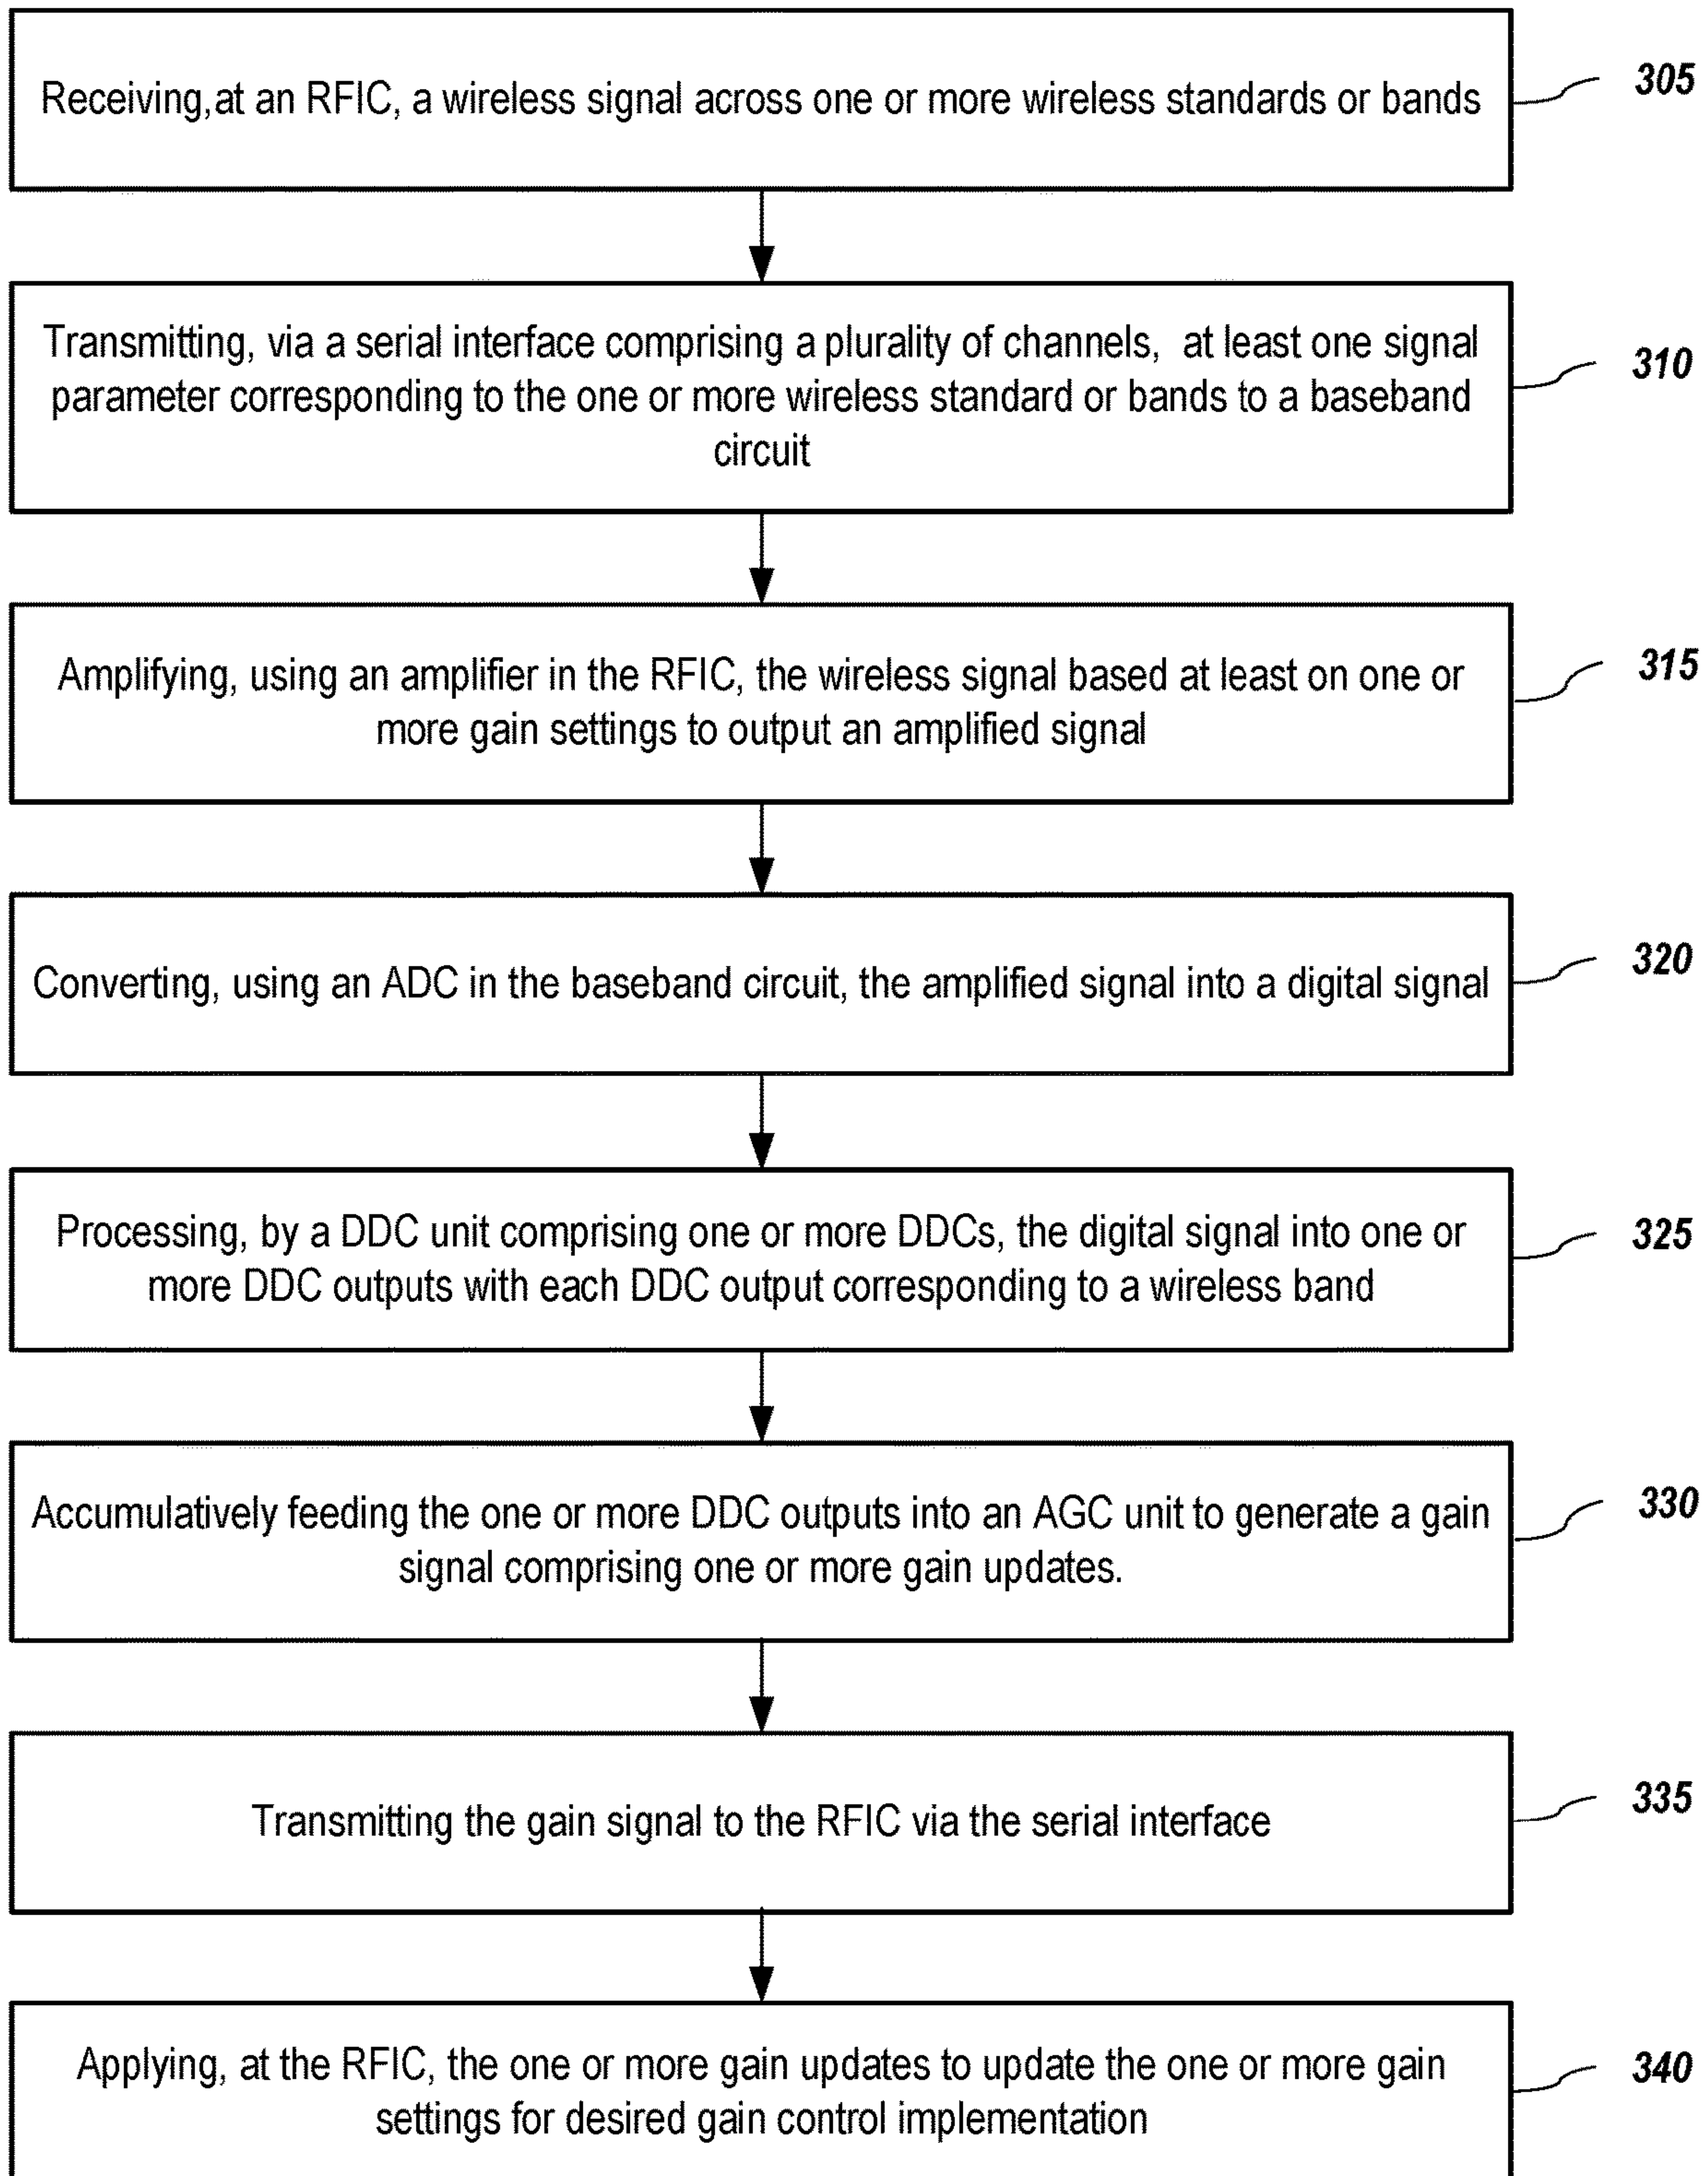 Receiving,at an RFIC, a wireless signal across one or more wireless standards or bands
305
Transmitting, via a serial interface comprising a plurality of channels, at least one signal
parameter corresponding to the one or more wireless standard or bands to a baseband
circuit
310
Amplifying, using an amplifier in the RFIC, the wireless signal based at least on one or
more gain settings to output an amplified signal
315
Converting, using an ADC in the baseband circuit, the amplified signal into a digital signal
320
Processing, by a DDC unit comprising one or more DDCs, the digital signal into one or
more DDC outputs with each DDC output corresponding to a wireless band
325
Accumulatively feeding the one or more DDC outputs into an AGC unit to generate a gain
signal comprising one or more gain updates.
330
Transmitting the gain signal to the RFIC via the serial interface
335
Applying, at the RFIC, the one or more gain updates to update the one or more gain
settings for desired gain control implementation
340